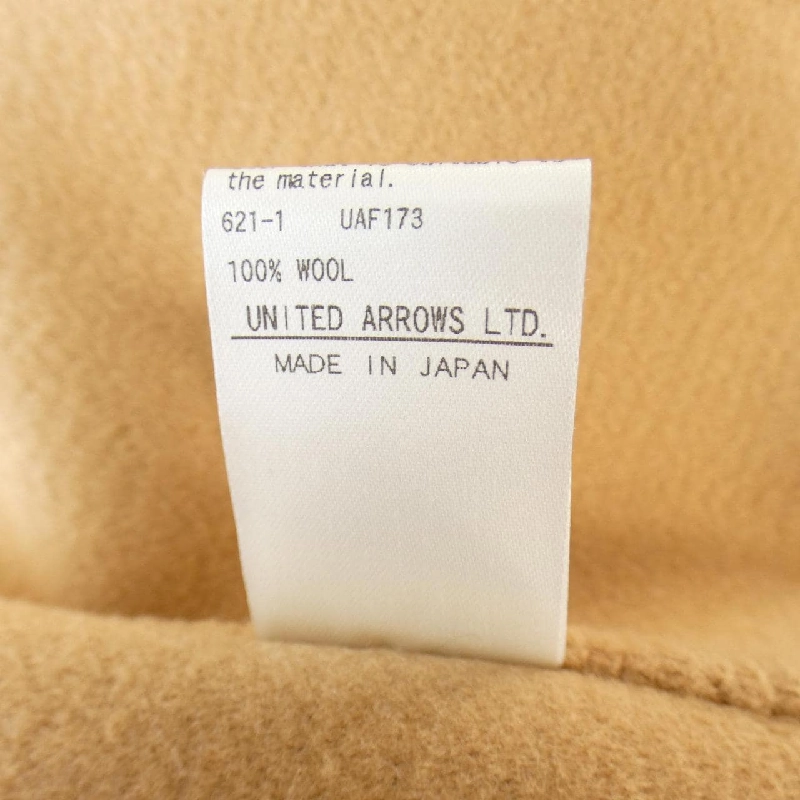 the material.
621-1 UAF173
100% WOOL
UNITED ARROWS LTD.
MADE IN JAPAN